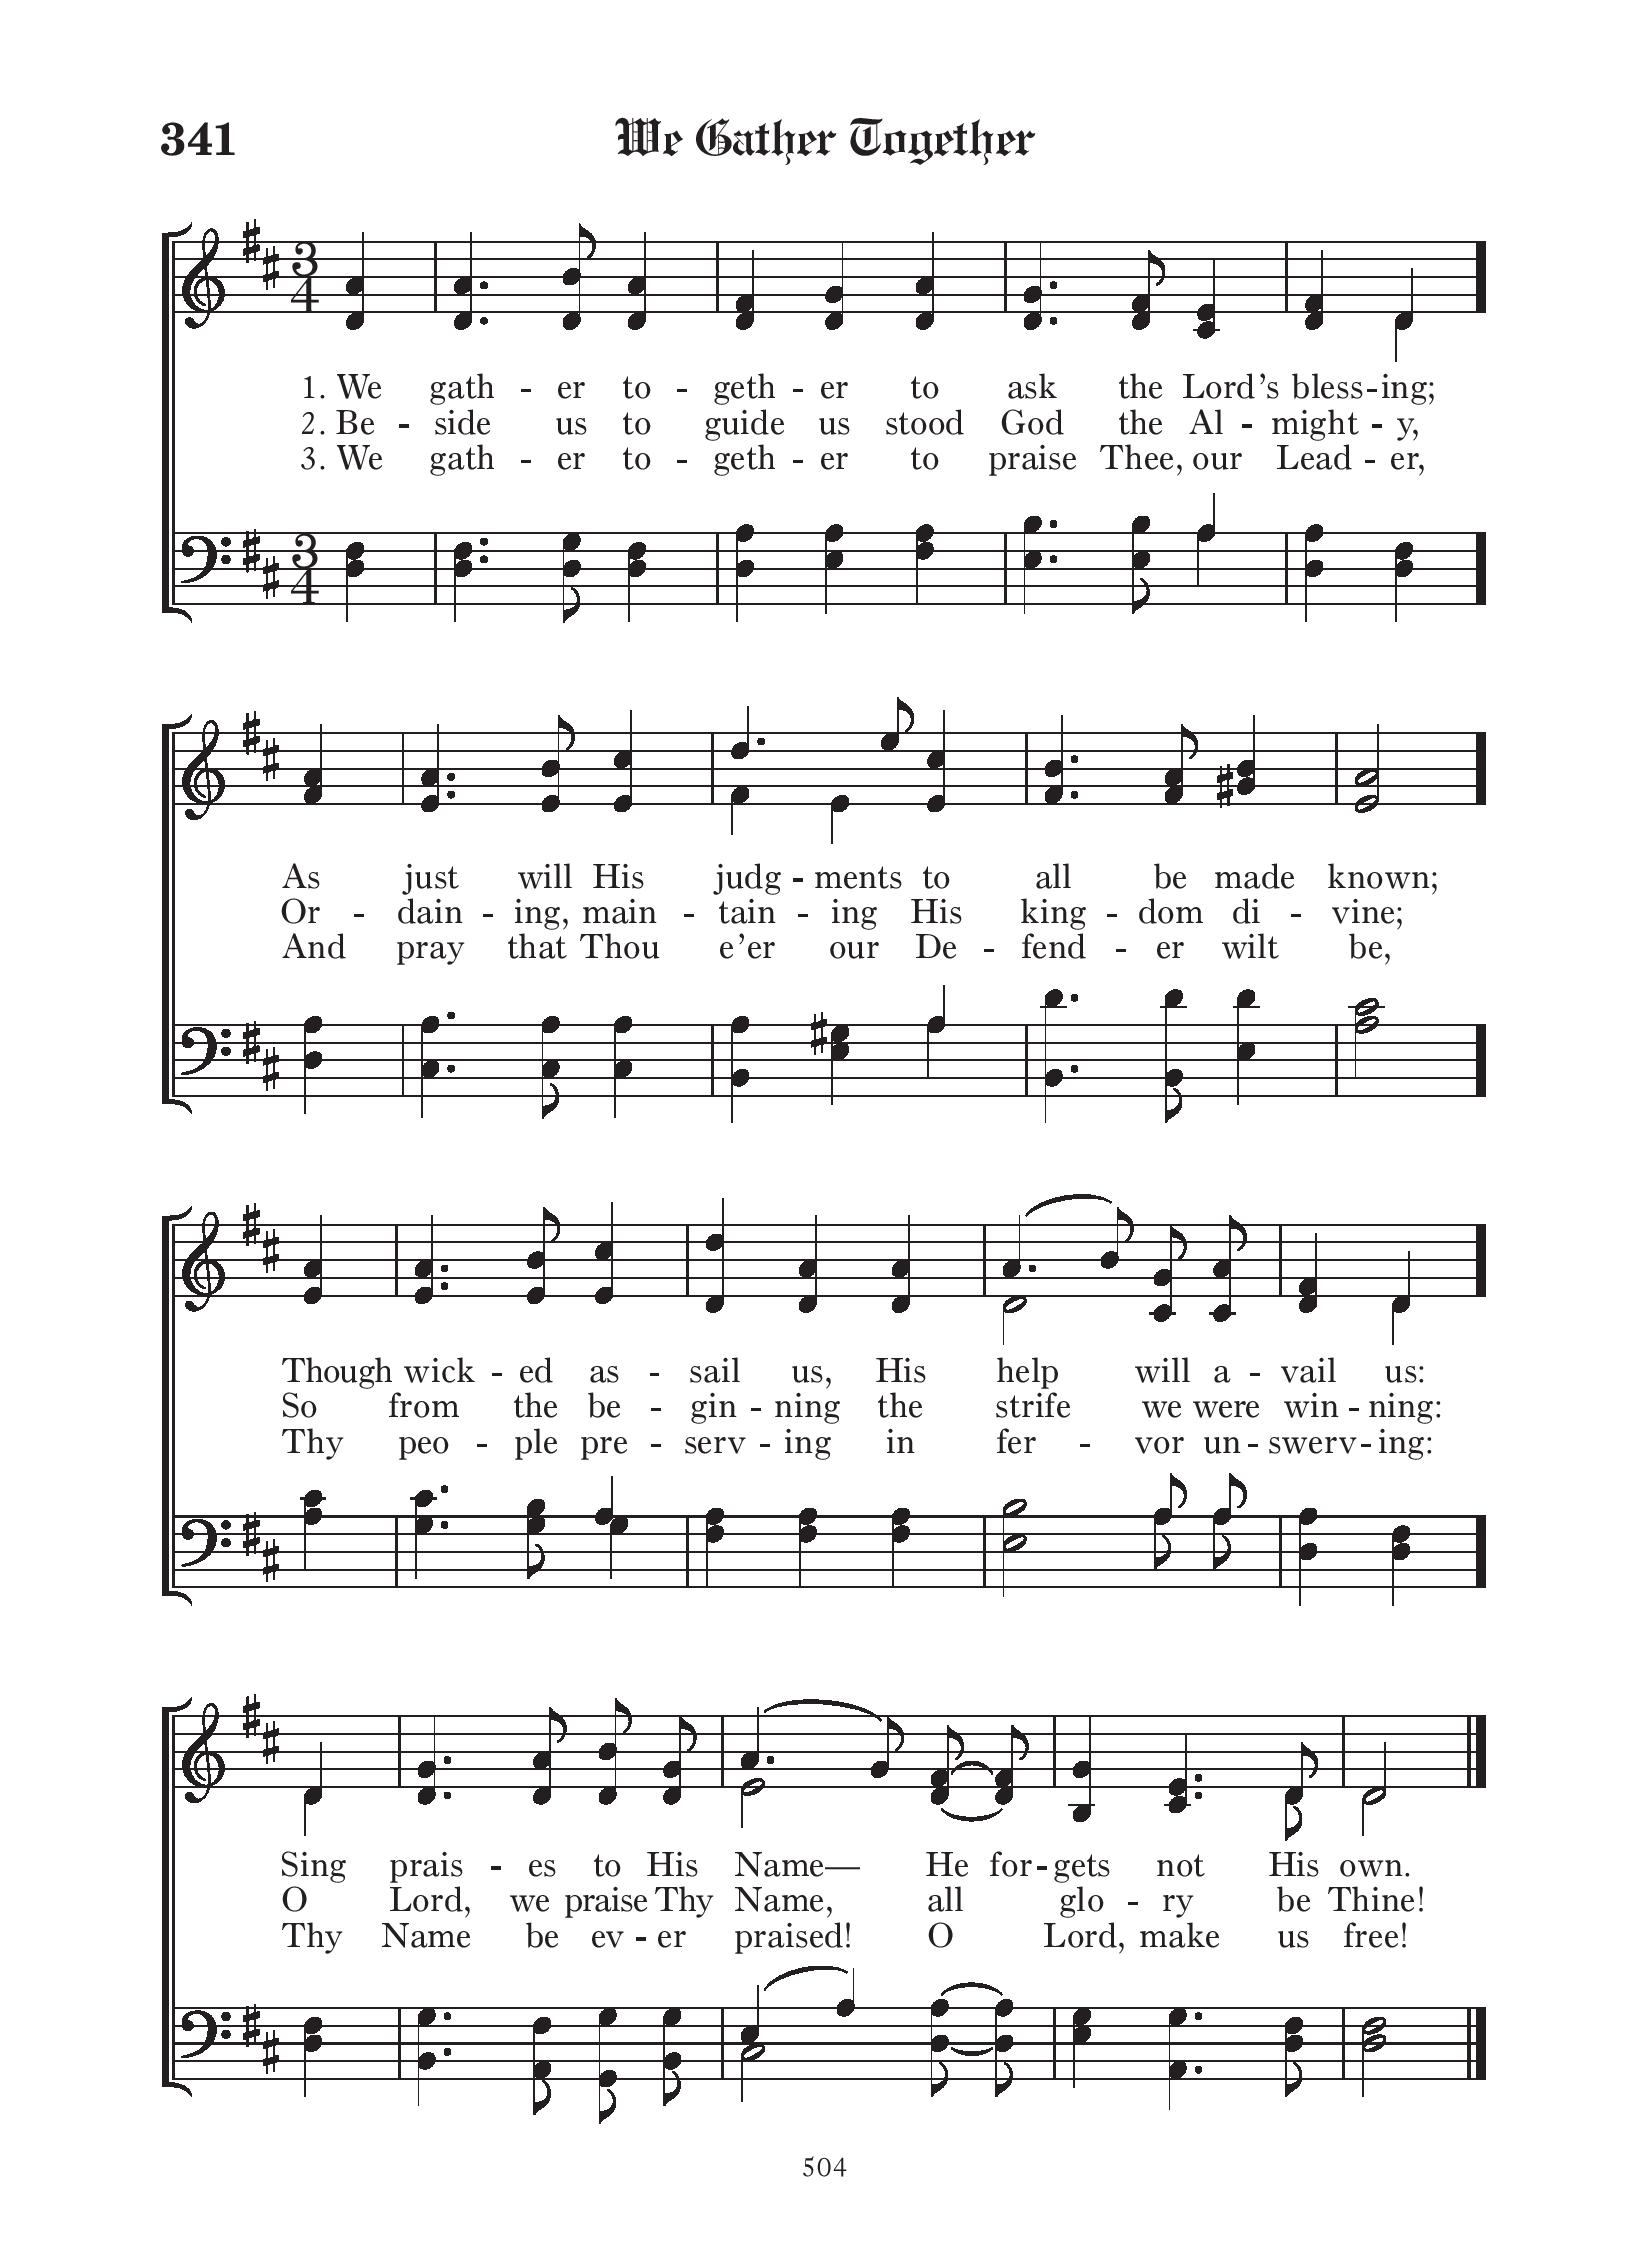 341 We Gather Together
3
4
1. We gath - er to - geth - er to ask the Lord’s bless-ing;
2. Be - side us to guide us stood God the Al - might - y,
3. We gath - er to - geth - er to praise Thee, our Lead - er,
3
4
As just will His judg - ments to all be made known;
Or - dain - ing, main - tain - ing His king - dom di - vine;
And pray that Thou e’er our De - fend - er wilt be,
Though wick - ed as - sail us, His help will a - vail us:
So from the be - gin - ning the strife we were win - ning:
Thy peo - ple pre - serv - ing in fer - vor un - swerv - ing:
Sing prais - es to His Name— He for - gets not His own.
O Lord, we praise Thy Name, all glo - ry be Thine!
Thy Name be ev - er praised! O Lord, make us free!
504